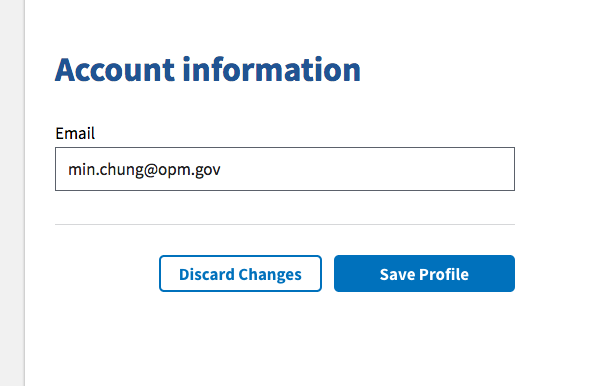 Account information
Email
min.chung@opm.gov
Discard Changes
Save Profile